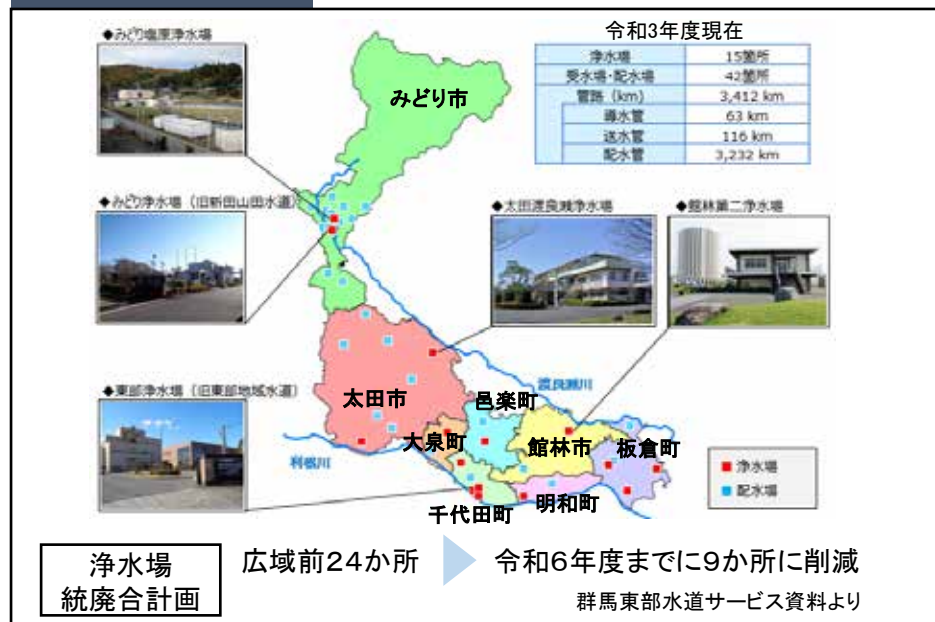 ◆みどり塩原浄水場
令和3年度現在
浄水場 15箇所
受水場・配水場 42箇所
管路（km） 3,412 km
導水管 63 km
送水管 116 km
配水管 3,232 km
みどり市
◆みどり浄水場（旧新田山田水道）
◆太田渡良瀬浄水場
◆館林第二浄水場
◆東部浄水場（旧東部地域水道）
太田市
渡良瀬川
邑楽町
大泉町
館林市
板倉町
利根川
千代田町
明和町
浄水場
配水場
浄水場
統廃合計画
広域前24か所
令和6年度までに9か所に削減
群馬東部水道サービス資料より